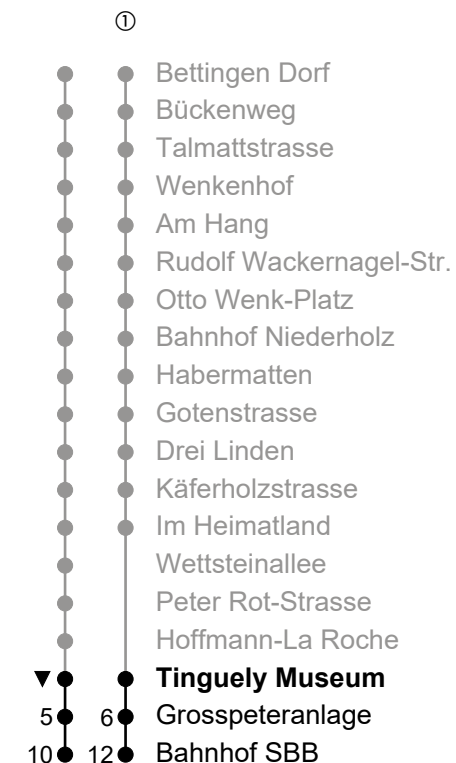 ①
Bettingen Dorf
Bückenweg
Talmattstrasse
Wenkenhof
Am Hang
Rudolf Wackernagel-Str.
Otto Wenk-Platz
Bahnhof Niederholz
Habermatten
Gotenstrasse
Drei Linden
Käferholzstrasse
Im Heimatland
Wettsteinallee
Peter Rot-Strasse
Hoffmann-La Roche
Tinguely Museum
5 6 Grosspeteranlage
10 12 Bahnhof SBB